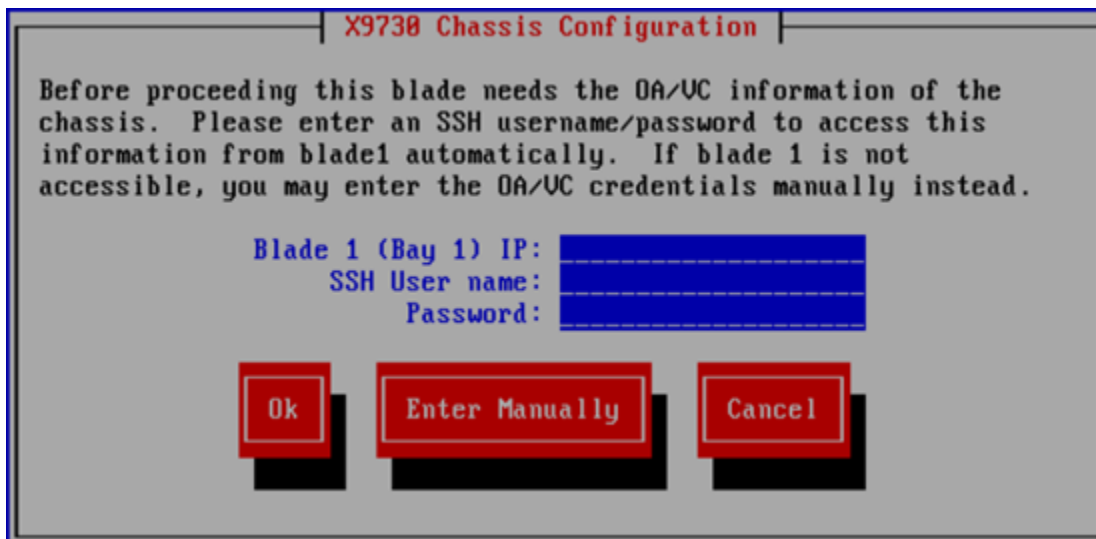 X9730 Chassis Configuration
Before proceeding this blade needs the OA/VC information of the
chassis. Please enter an SSH username/password to access this
information from blade1 automatically. If blade 1 is not
accessible, you may enter the OA/VC credentials manually instead.
Blade 1 (Bay 1) IP:
SSH User name:
Password:
Ok Enter Manually Cancel